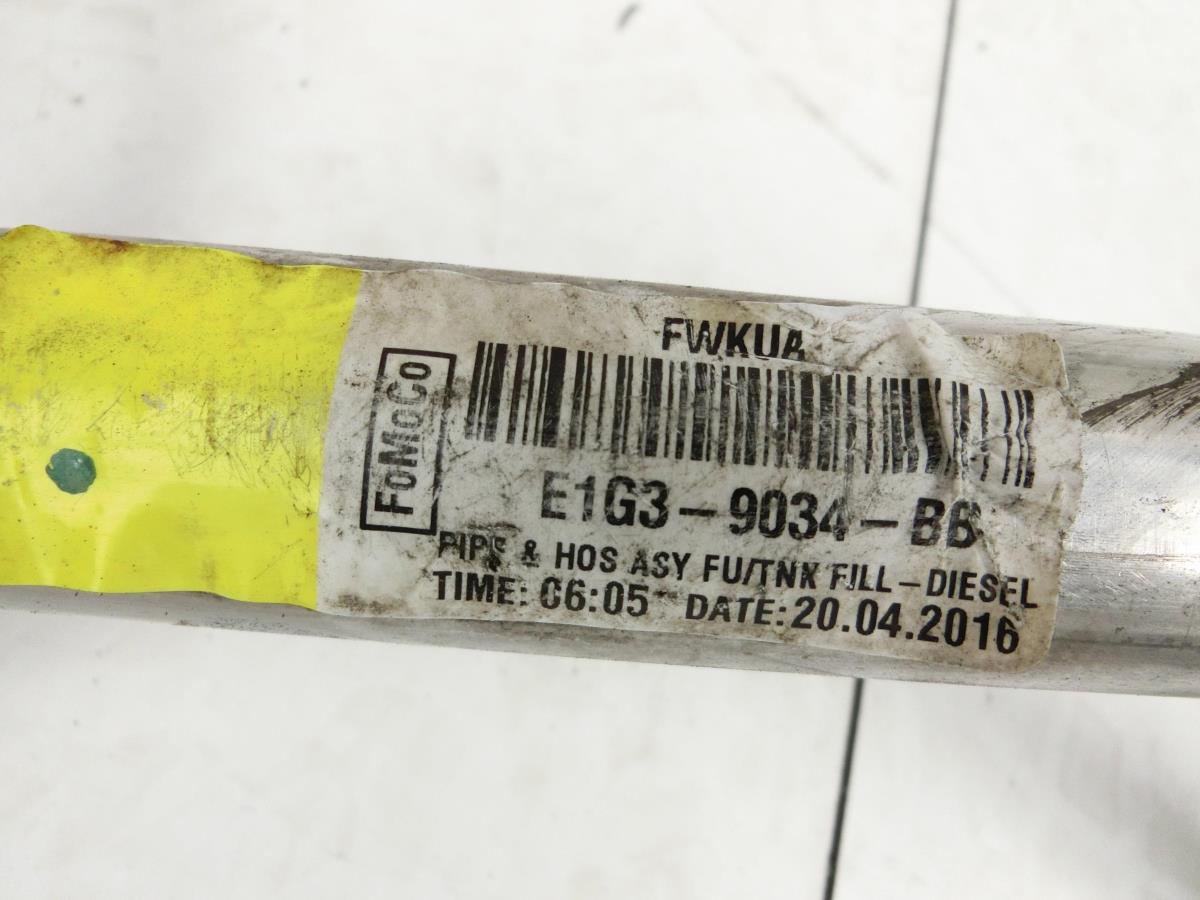 FWKUA
FoMoCo
E1G3-9034-BB
PIPE & HOS ASY FU/TNK FILL-DIESEL
TIME: 06:05 DATE: 20.04.2016